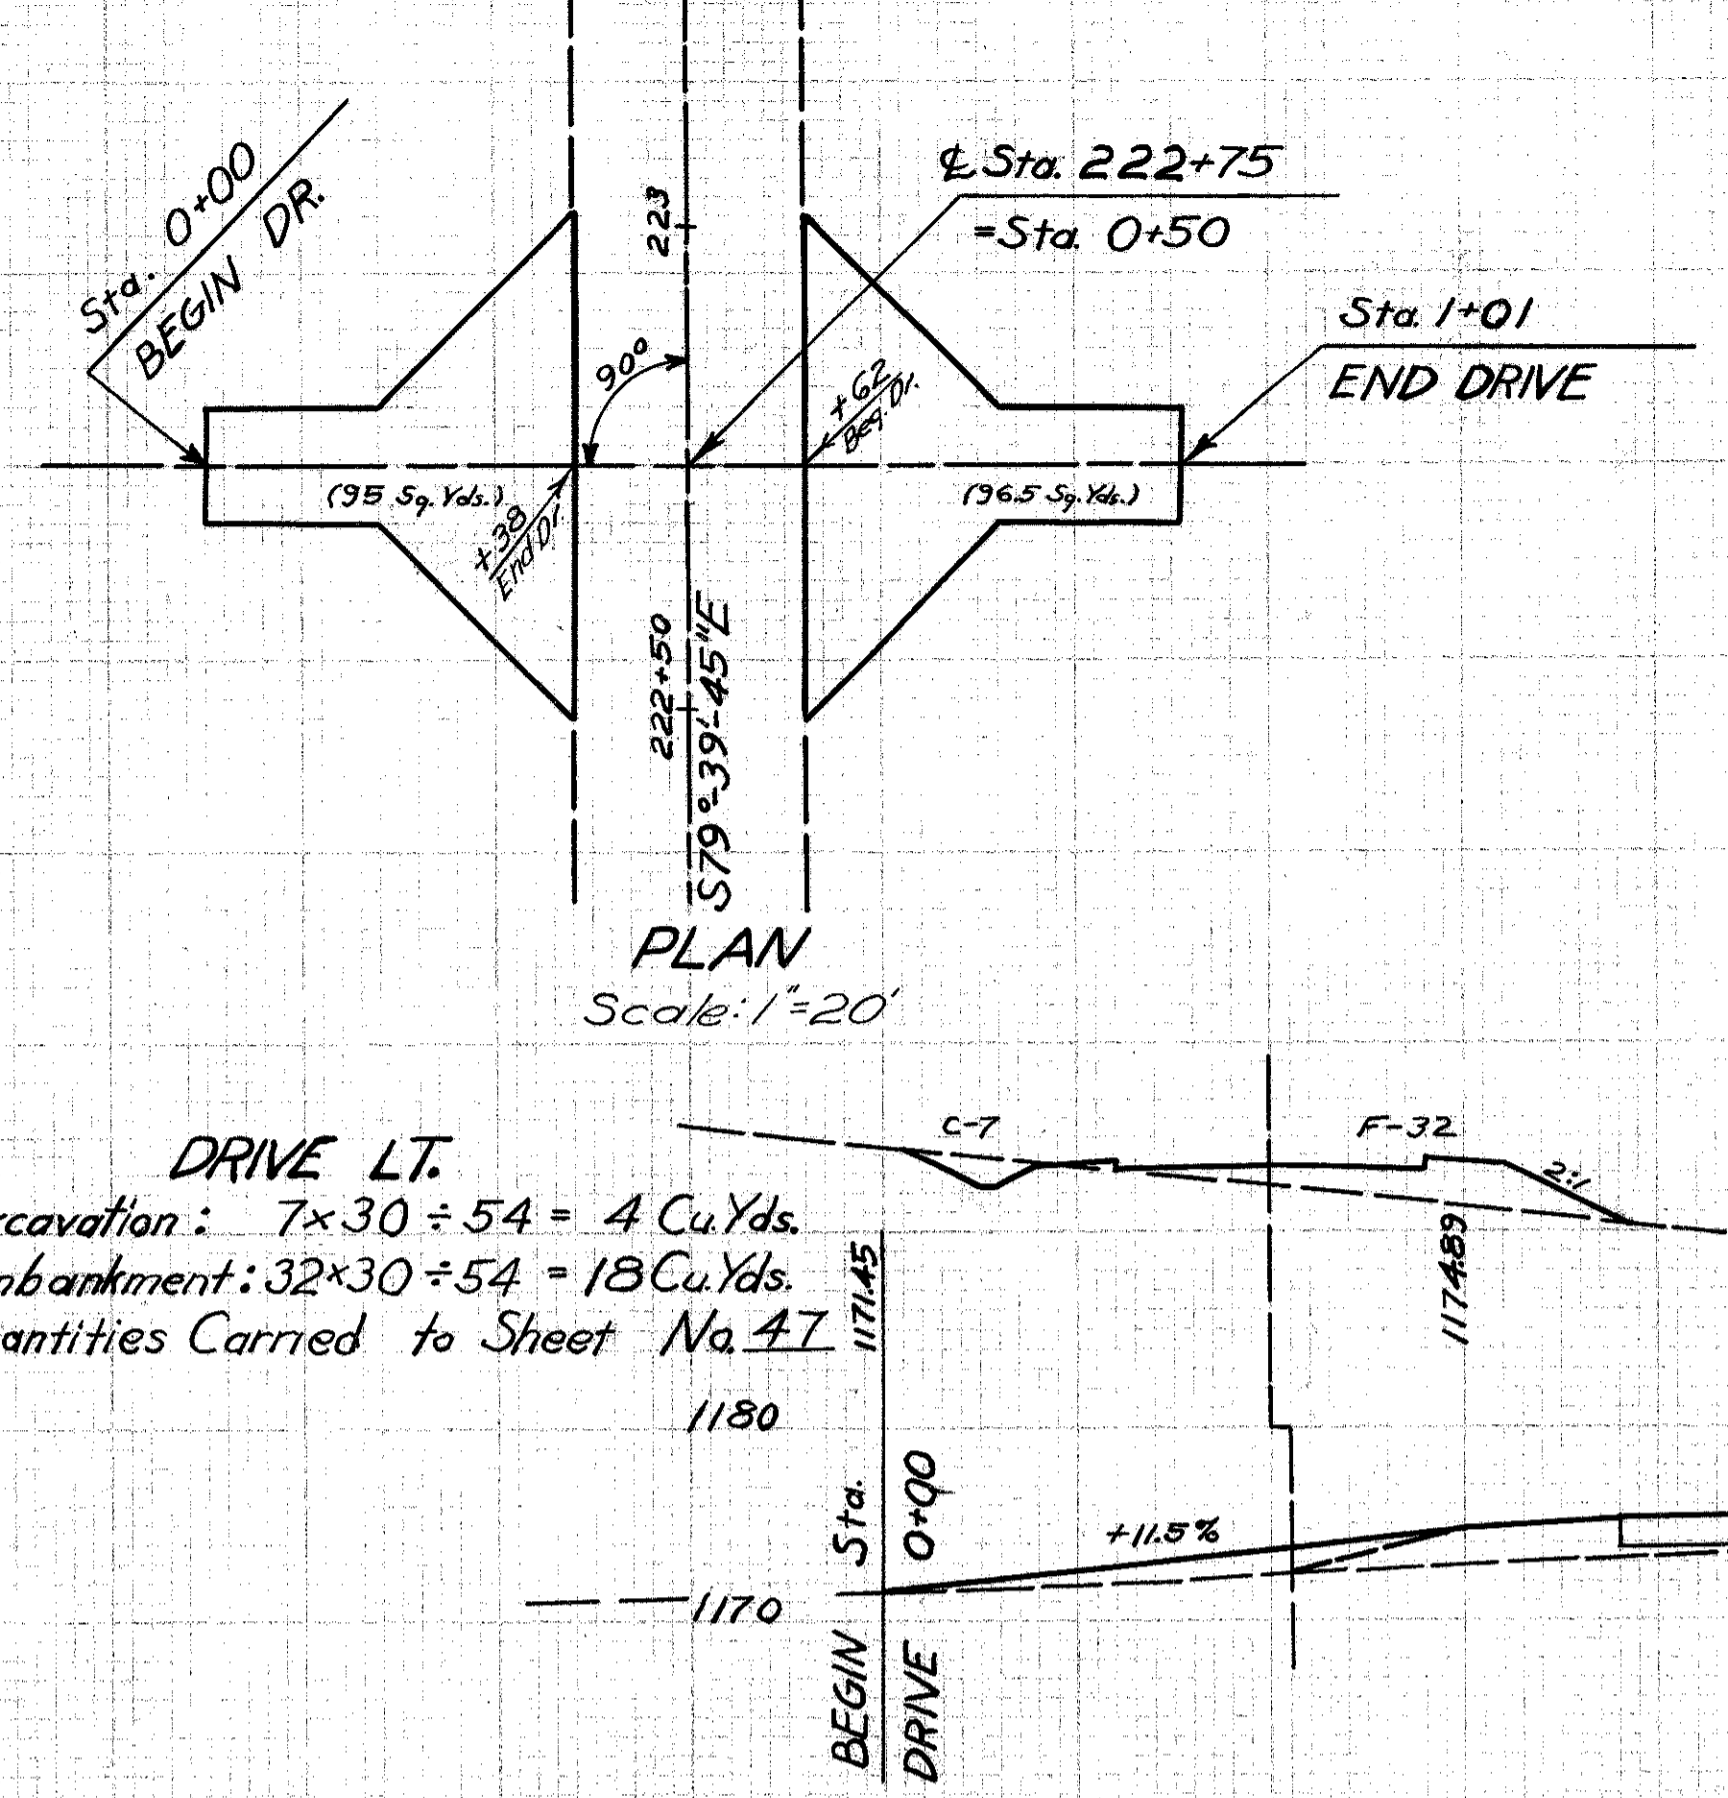 Sta. 0+00
BEGIN DR.
223
℄ Sta. 222+75
=Sta. 0+50
Sta. 1+01
END DRIVE
90°
+62
Beg. Dr.
(95 Sq. Yds.)
(96.5 Sq. Yds.)
+38
End Dr.
222+50
S79°-39'-45"E
PLAN
Scale: 1"=20'
C-7
F-32
2:1
DRIVE LT.
xcavation: 7×30÷54 = 4 Cu.Yds.
nbankment: 32×30÷54 = 18 Cu.Yds.
antities Carried to Sheet No. 47
1171.45
1174.89
1180
Sta. 0+00
+11.5%
1170
BEGIN DRIVE